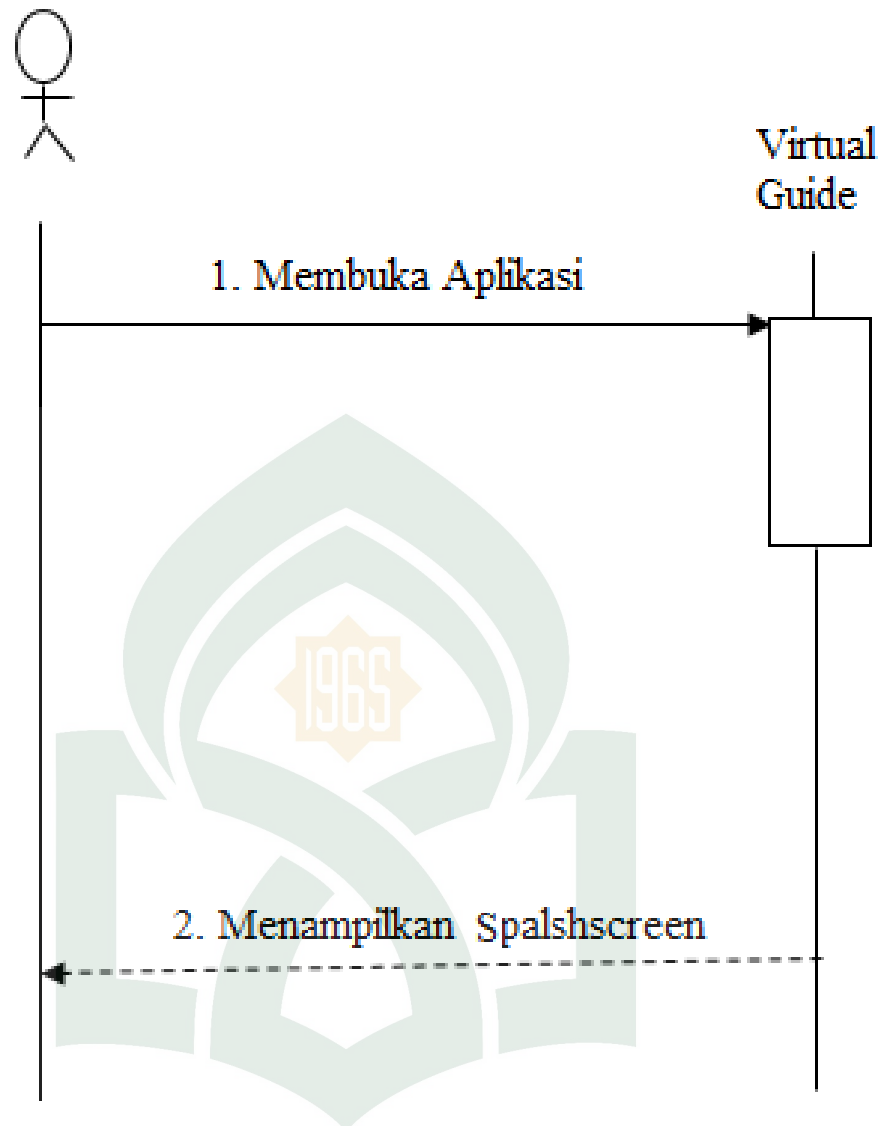 Virtual
Guide
1. Membuka Aplikasi
1965
2. Menampilkan Spalshscreen